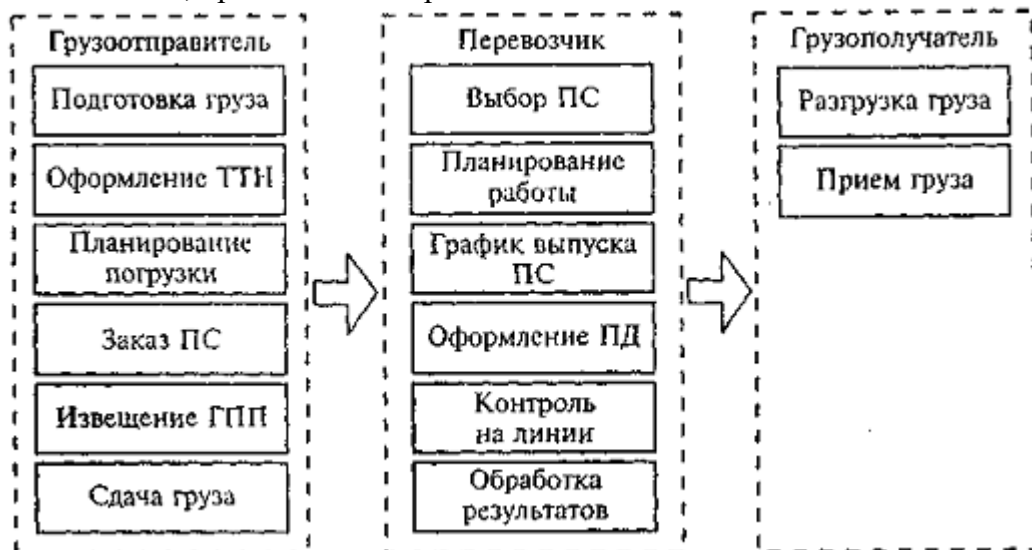 Грузоотправитель
Подготовка груза
Оформление ТТН
Планирование
погрузки
Заказ ПС
Извещение ГПП
Сдача груза
Перевозчик
Выбор ПС
Планирование
работы
График выпуска
ПС
Оформление ПД
Контроль
на линии
Обработка
результатов
Грузополучатель
Разгрузка груза
Прием груза